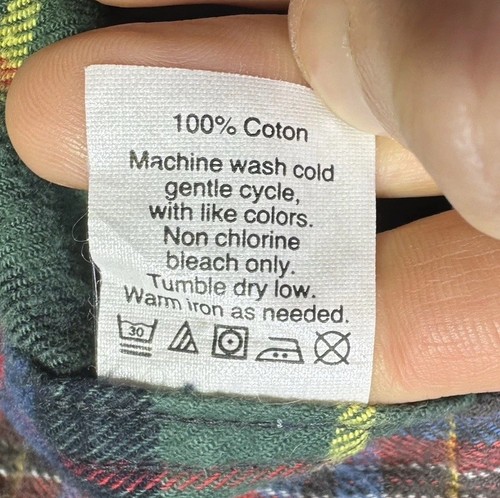 100% Coton
Machine wash cold
gentle cycle,
with like colors.
Non chlorine
bleach only.
Tumble dry low.
Warm iron as needed.
30